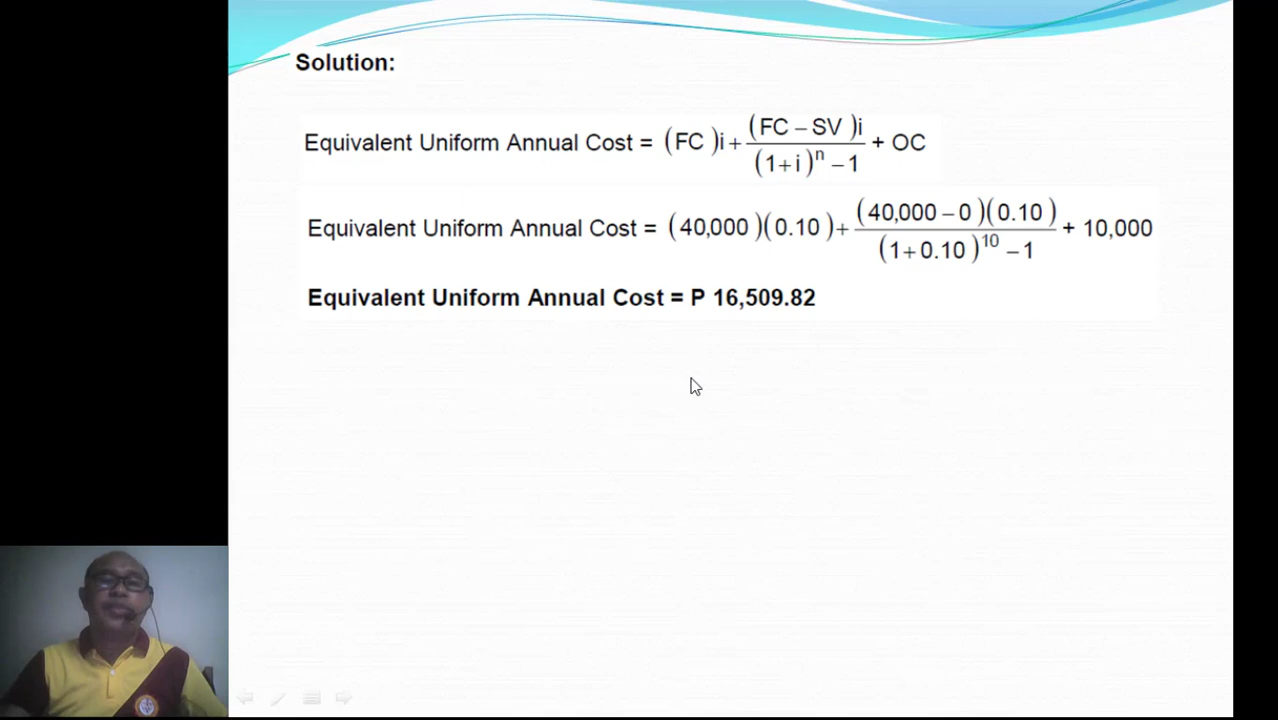 Solution:
Equivalent Uniform Annual Cost = (FC )i + (FC – SV )i / (1+ i )^n – 1 + OC
Equivalent Uniform Annual Cost = (40,000 )(0.10 )+ (40,000 – 0 )(0.10 ) / (1+ 0.10 )^10 – 1 + 10,000
Equivalent Uniform Annual Cost = P 16,509.82